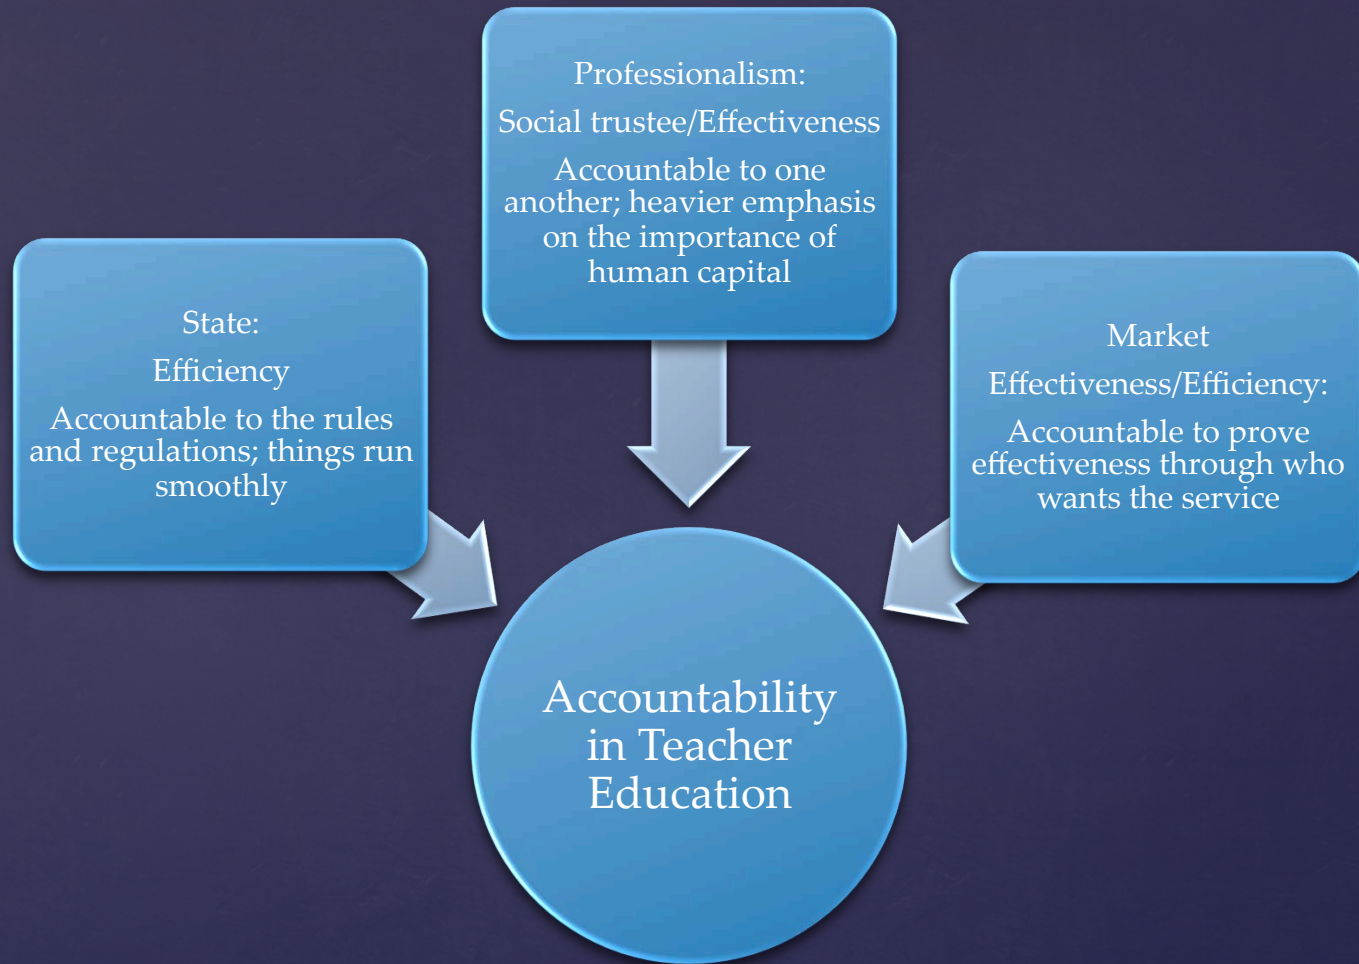 Professionalism:
Social trustee/Effectiveness
Accountable to one
another; heavier emphasis
on the importance of
human capital
State:
Efficiency
Accountable to the rules
and regulations; things run
smoothly
Market
Effectiveness/Efficiency:
Accountable to prove
effectiveness through who
wants the service
Accountability
in Teacher
Education